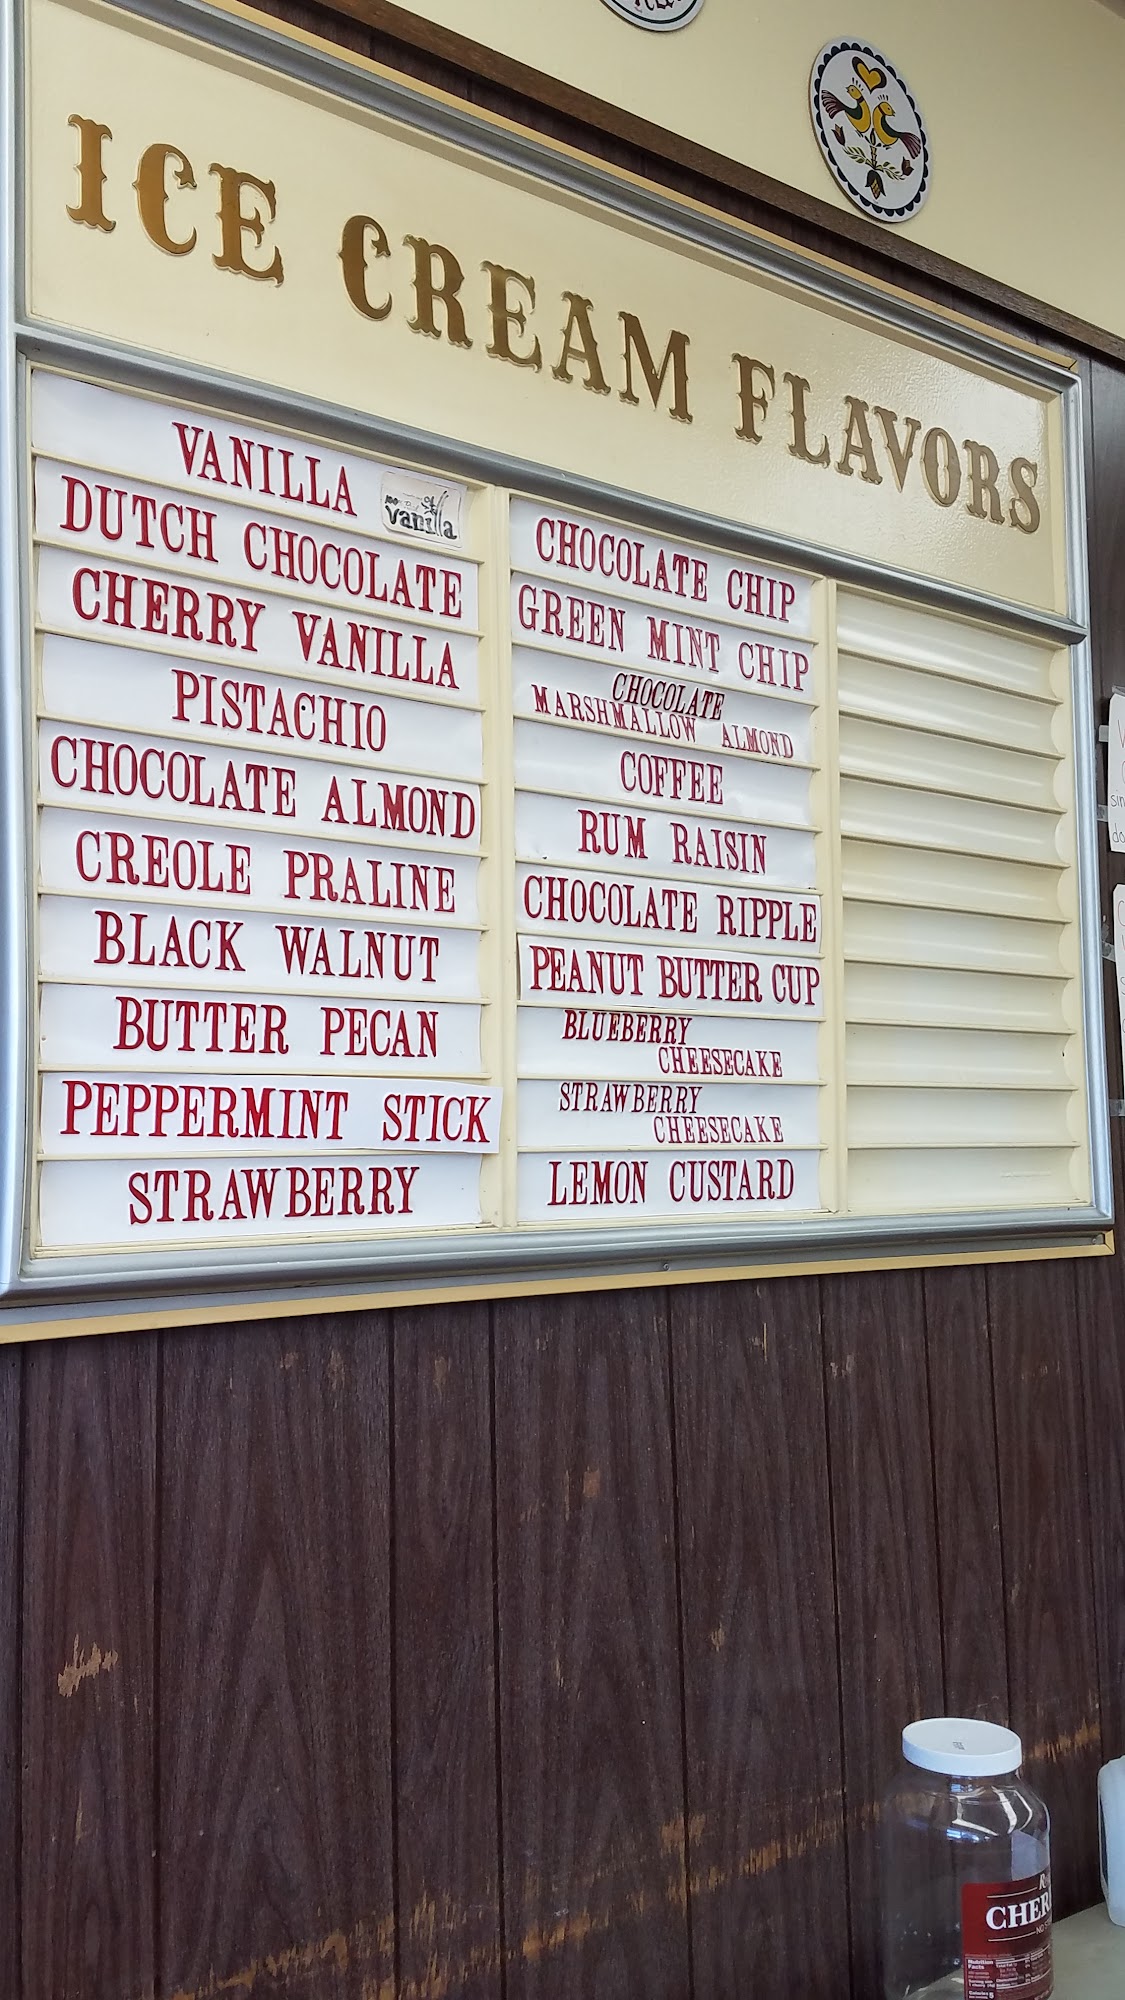 ICE CREAM FLAVORS
VANILLA
vanilla
DUTCH CHOCOLATE
CHERRY VANILLA
PISTACHIO
CHOCOLATE ALMOND
CREOLE PRALINE
BLACK WALNUT
BUTTER PECAN
PEPPERMINT STICK
STRAWBERRY
CHOCOLATE CHIP
GREEN MINT CHIP
CHOCOLATE
MARSHMALLOW ALMOND
COFFEE
RUM RAISIN
CHOCOLATE RIPPLE
PEANUT BUTTER CUP
BLUEBERRY
CHEESECAKE
STRAWBERRY
CHEESECAKE
LEMON CUSTARD
CHER
Nutrition
Facts